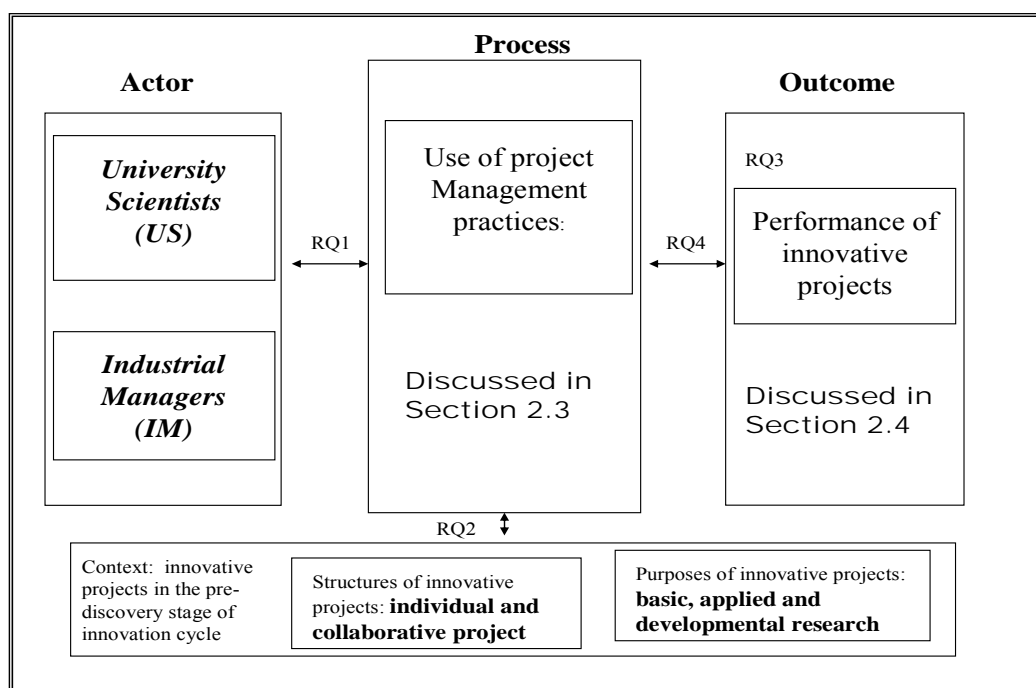 Process
Actor
Outcome
University
Scientists
(US)
Industrial
Managers
(IM)
RQ1
Use of project
Management
practices:
Discussed in
Section 2.3
RQ4
RQ3
Performance of
innovative
projects
Discussed in
Section 2.4
RQ2
Context: innovative
projects in the pre-
discovery stage of
innovation cycle
Structures of innovative
projects: individual and
collaborative project
Purposes of innovative projects:
basic, applied and
developmental research